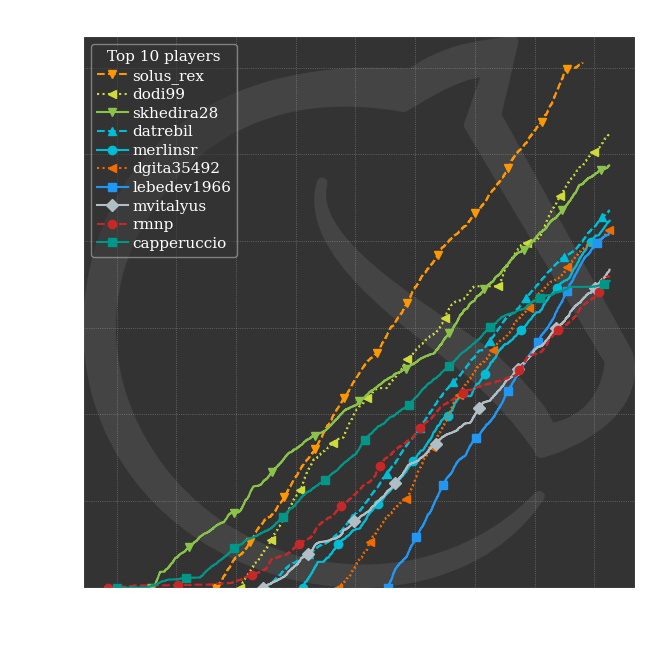 Top 10 players
solus_rex
dodi99
skhedira28
datrebil
merlinsr
dgita35492
lebedev1966
mvitalyus
rmnp
capperuccio